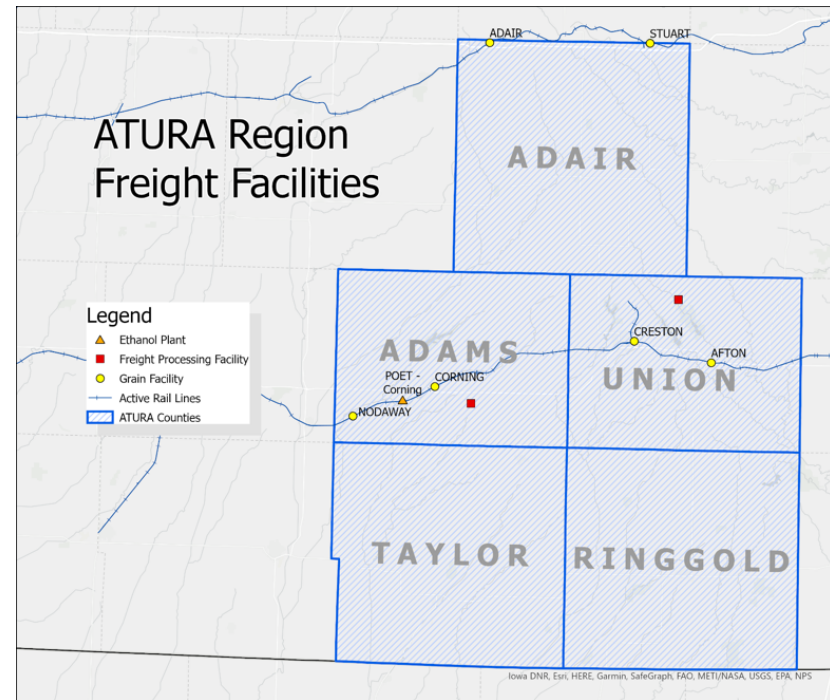 ADAIR
STUART
ATURA Region
Freight Facilities
ADAIR
Legend
Ethanol Plant
Freight Processing Facility
Grain Facility
Active Rail Lines
ATURA Counties
ADAMS
POET -
Corning
CORNING
NODAWAY
CRESTON
AFTON
UNION
TAYLOR
RINGGOLD
Iowa DNR, Esri, HERE, Garmin, SafeGraph, FAO, METI/NASA, USGS, EPA, NPS